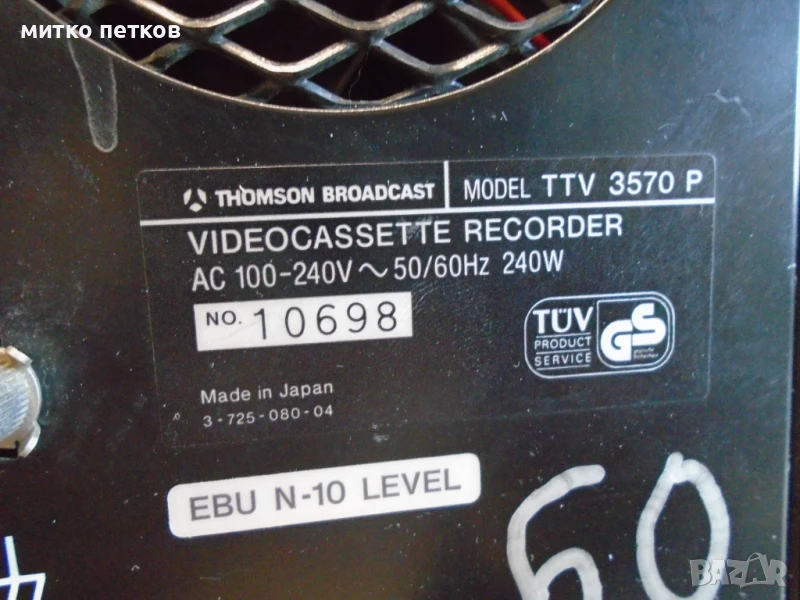 митко петков
THOMSON BROADCAST MODEL TTV 3570 P
VIDEOCASSETTE RECORDER
AC 100-240V ~ 50/60Hz 240W
NO. 10698
TÜV
PRODUCT
SERVICE
GS
Made in Japan
3-725-080-04
EBU N-10 LEVEL
60
BAZAR